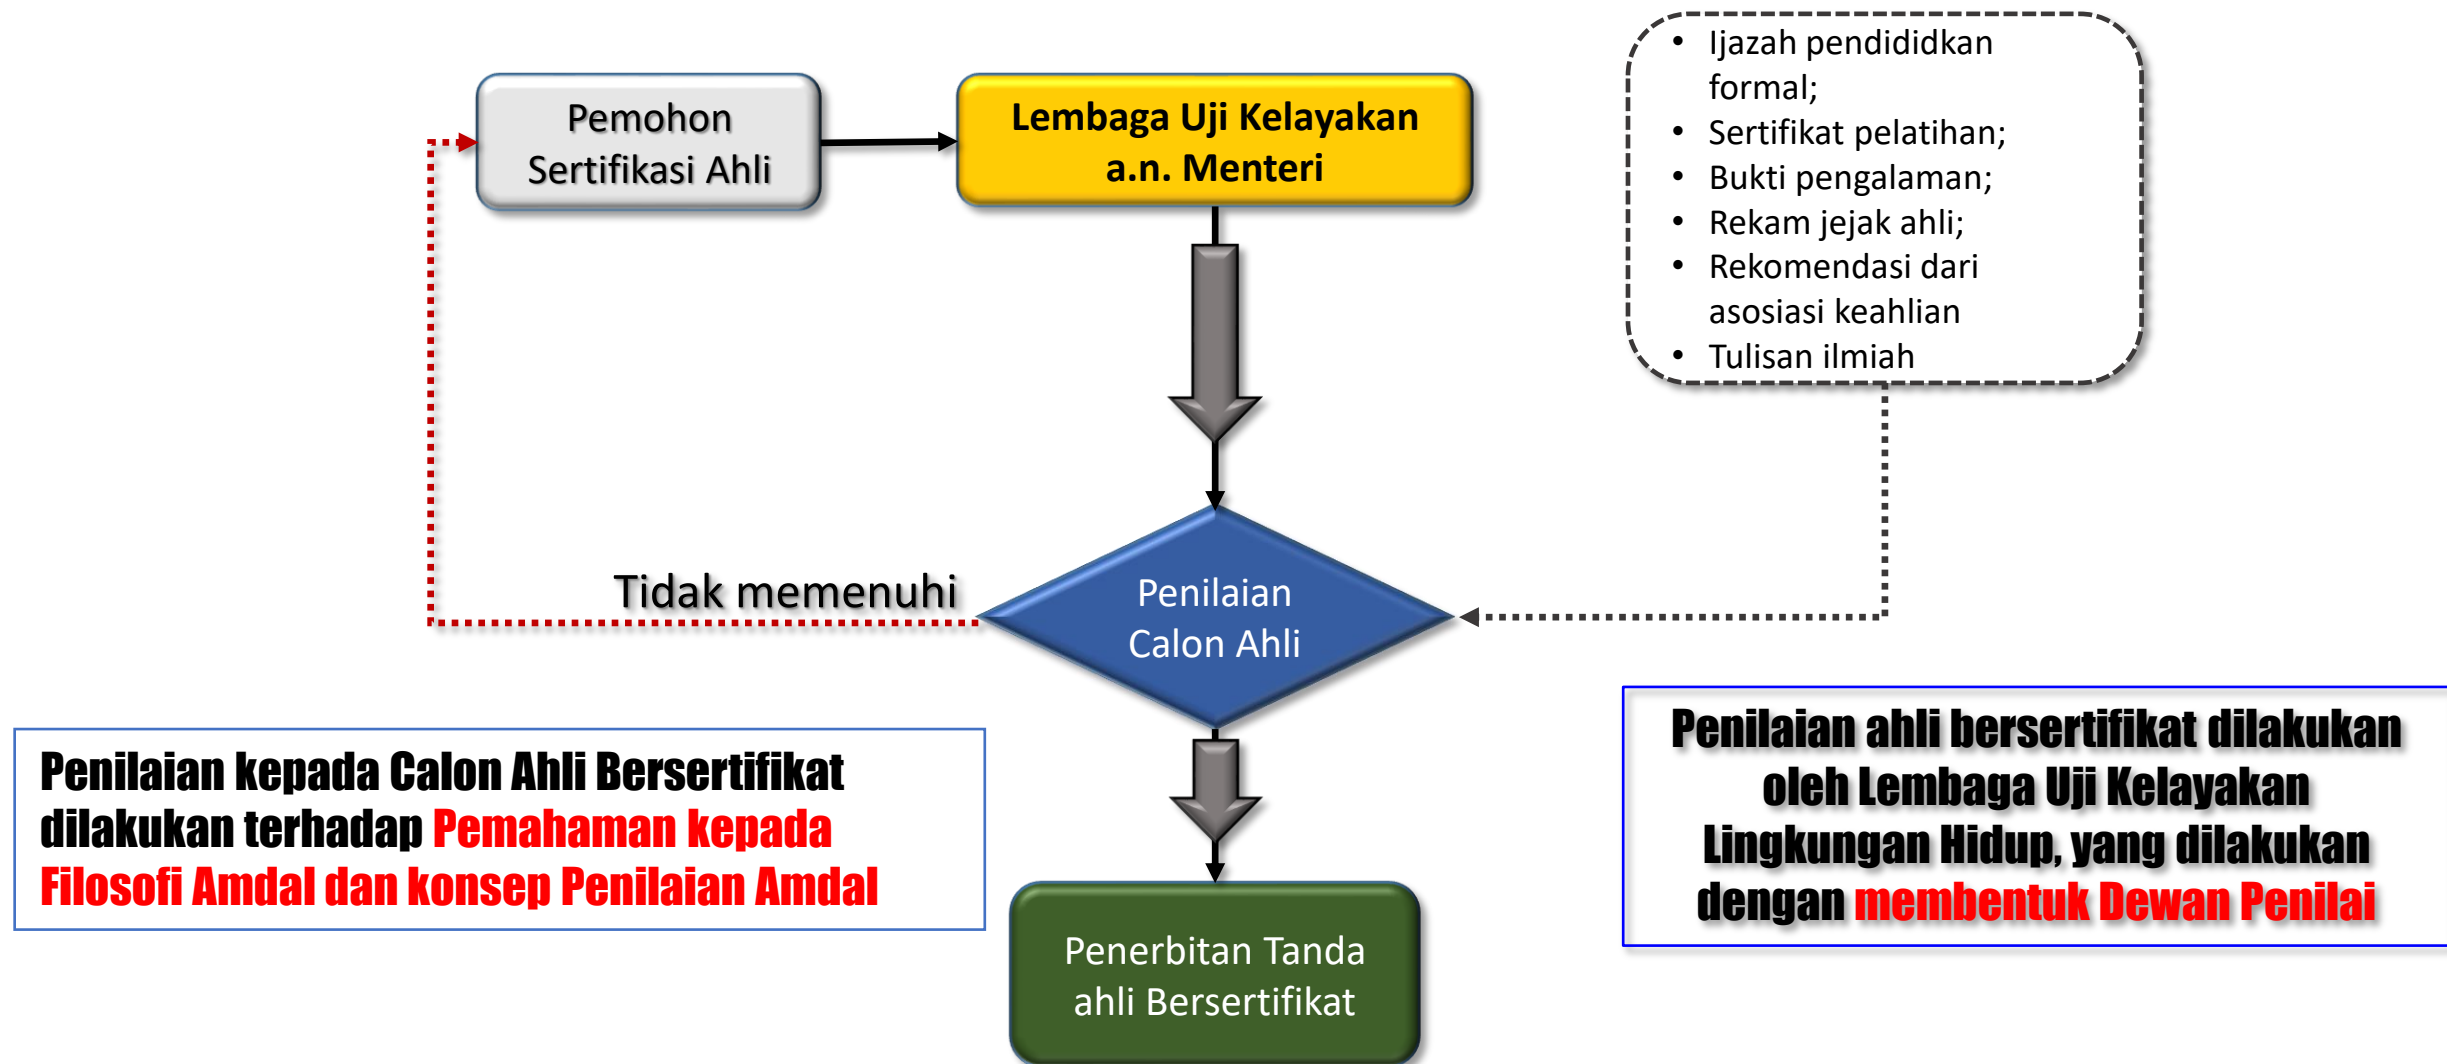 Pemohon
Sertifikasi Ahli
Lembaga Uji Kelayakan
a.n. Menteri
• Ijazah pendididkan
formal;
• Sertifikat pelatihan;
• Bukti pengalaman;
• Rekam jejak ahli;
• Rekomendasi dari
asosiasi keahlian
• Tulisan ilmiah
Tidak memenuhi
Penilaian
Calon Ahli
Penilaian kepada Calon Ahli Bersertifikat
dilakukan terhadap Pemahaman kepada
Filosofi Amdal dan konsep Penilaian Amdal
Penilaian ahli bersertifikat dilakukan
oleh Lembaga Uji Kelayakan
Lingkungan Hidup, yang dilakukan
dengan membentuk Dewan Penilai
Penerbitan Tanda
ahli Bersertifikat